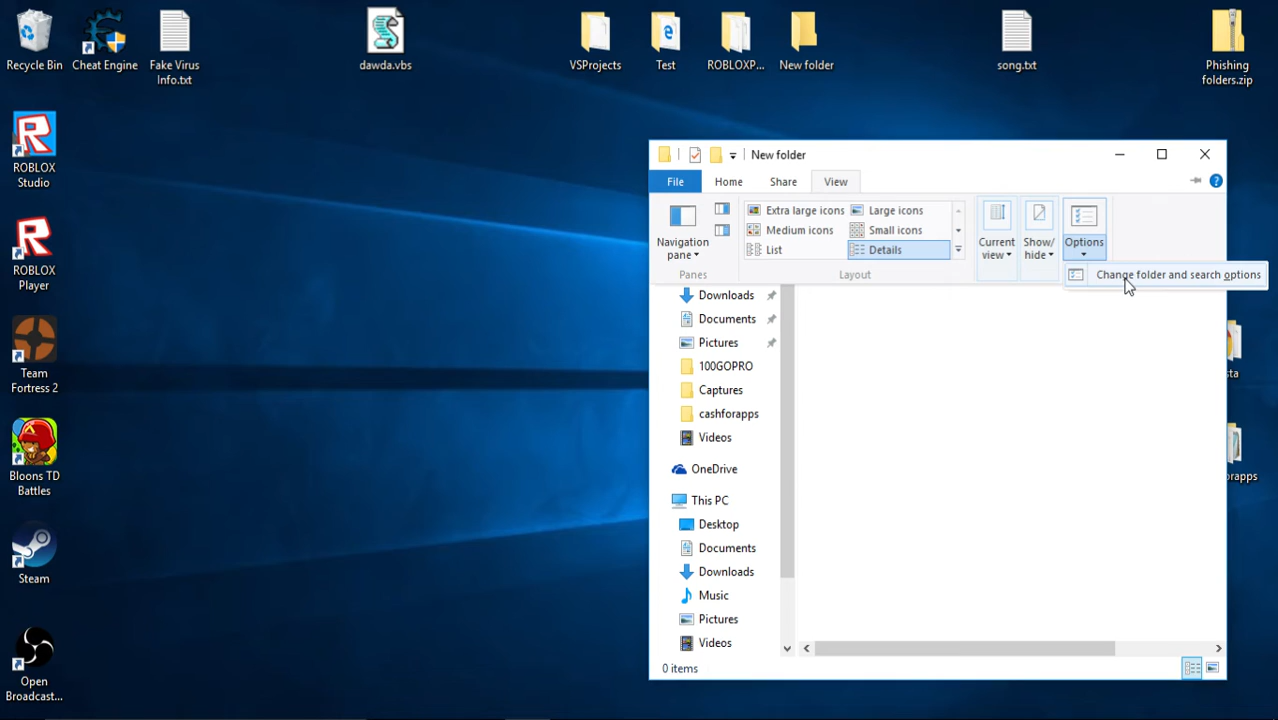 Recycle Bin
Cheat Engine
Fake Virus
Info.txt
dawda.vbs
VSProjects
Test
ROBLOXP...
New folder
song.txt
Phishing
folders.zip
ROBLOX
Studio
ROBLOX
Player
Team
Fortress 2
Bloons TD
Battles
Steam
Open
Broadcast...
New folder
File
Home
Share
View
Navigation
pane
Panes
Extra large icons
Large icons
Medium icons
Small icons
List
Details
Layout
Current
view
Show/
hide
Options
Change folder and search options
Downloads
Documents
Pictures
100GOPRO
Captures
cashforapps
Videos
OneDrive
This PC
Desktop
Documents
Downloads
Music
Pictures
Videos
0 items
sta
orapps